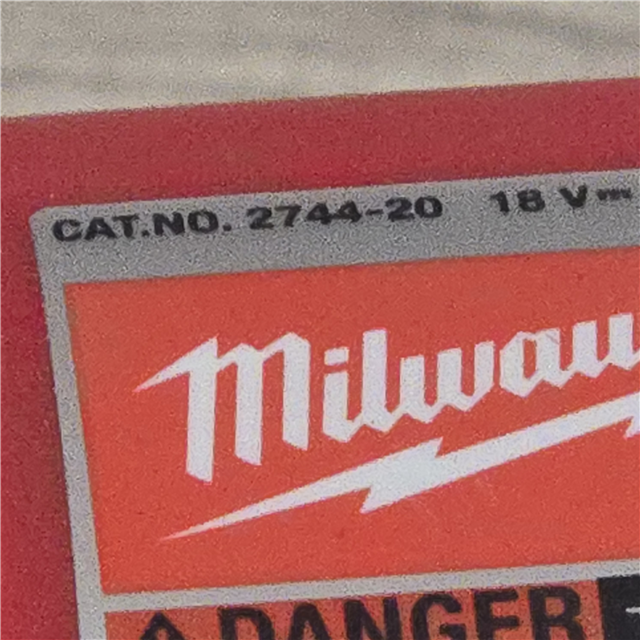 CAT.NO. 2744-20 18 V⎓
Milwau
⚠ DANGER